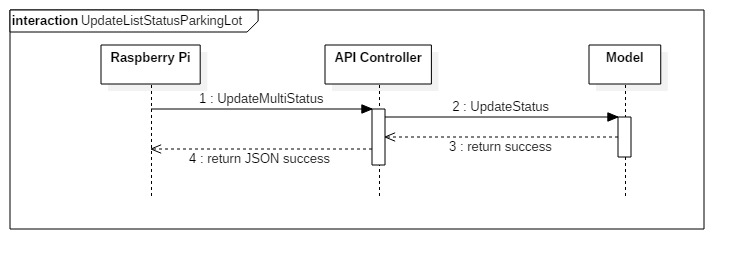 interaction UpdateListStatusParkingLot
Raspberry Pi
API Controller
Model
1 : UpdateMultiStatus
2 : UpdateStatus
3 : return success
4 : return JSON success